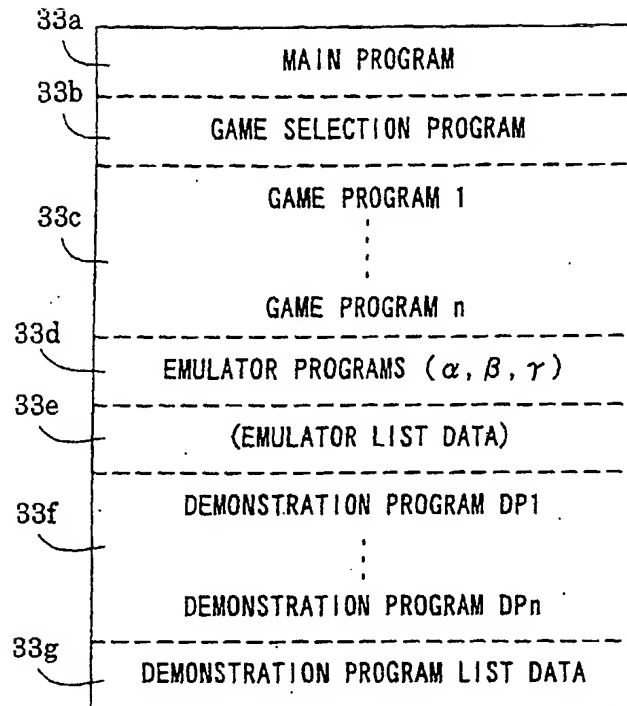 33a
MAIN PROGRAM
33b
GAME SELECTION PROGRAM
33c
GAME PROGRAM 1
GAME PROGRAM n
33d
EMULATOR PROGRAMS (α, β, γ)
33e
(EMULATOR LIST DATA)
33f
DEMONSTRATION PROGRAM DP1
DEMONSTRATION PROGRAM DPn
33g
DEMONSTRATION PROGRAM LIST DATA